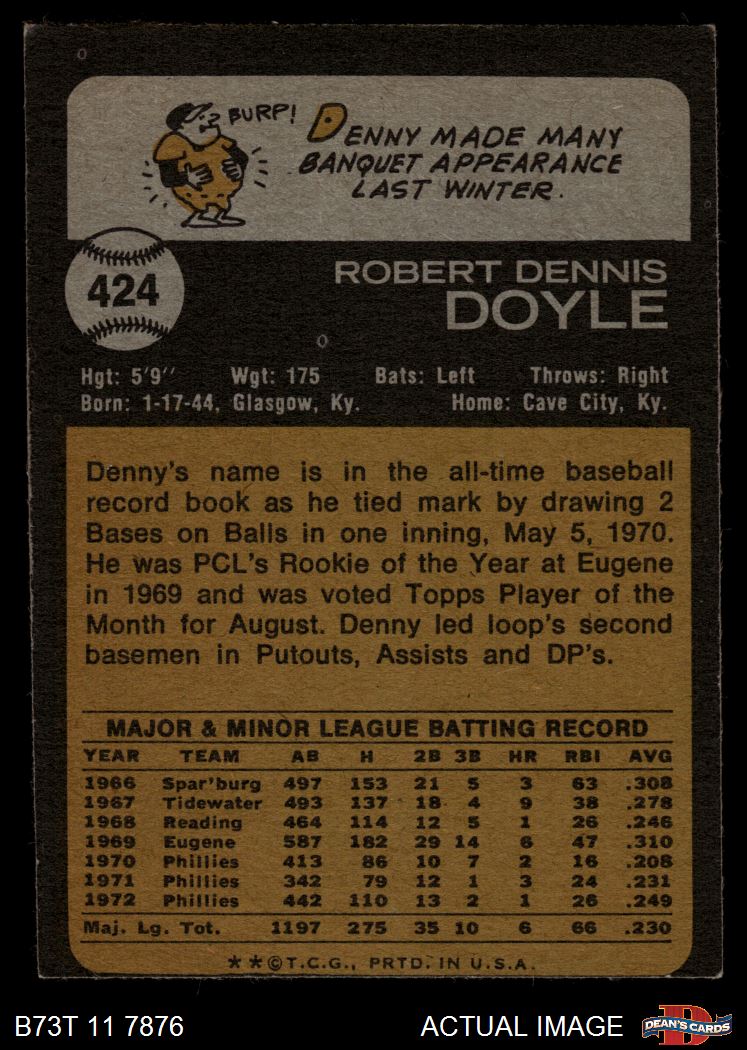 BURP!
DENNY MADE MANY
BANQUET APPEARANCE
LAST WINTER.
424
ROBERT DENNIS
DOYLE
Hgt: 5'9'' Wgt: 175 Bats: Left Throws: Right
Born: 1-17-44, Glasgow, Ky. Home: Cave City, Ky.
Denny's name is in the all-time baseball
record book as he tied mark by drawing 2
Bases on Balls in one inning, May 5, 1970.
He was PCL's Rookie of the Year at Eugene
in 1969 and was voted Topps Player of the
Month for August. Denny led loop's second
basemen in Putouts, Assists and DP's.
MAJOR & MINOR LEAGUE BATTING RECORD
YEAR TEAM AB H 2B 3B HR RBI AVG
1966 Spar'burg 497 153 21 5 3 63 .308
1967 Tidewater 493 137 18 4 9 38 .278
1968 Reading 464 114 12 5 1 26 .246
1969 Eugene 587 182 29 14 6 47 .310
1970 Phillies 413 86 10 7 2 16 .208
1971 Phillies 342 79 12 1 3 24 .231
1972 Phillies 442 110 13 2 1 26 .249
Maj. Lg. Tot. 1197 275 35 10 6 66 .230
**©T.C.G., PRTD. IN U.S.A.
B73T 11 7876 ACTUAL IMAGE DEAN'S CARDS